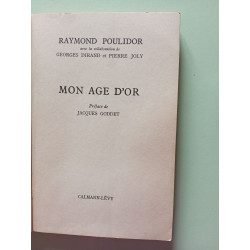 RAYMOND POULIDOR
avec la collaboration de
GEORGES DIRAND et PIERRE JOLY
MON AGE D'OR
Préface de
JACQUES GODDET
CALMANN-LÉVY